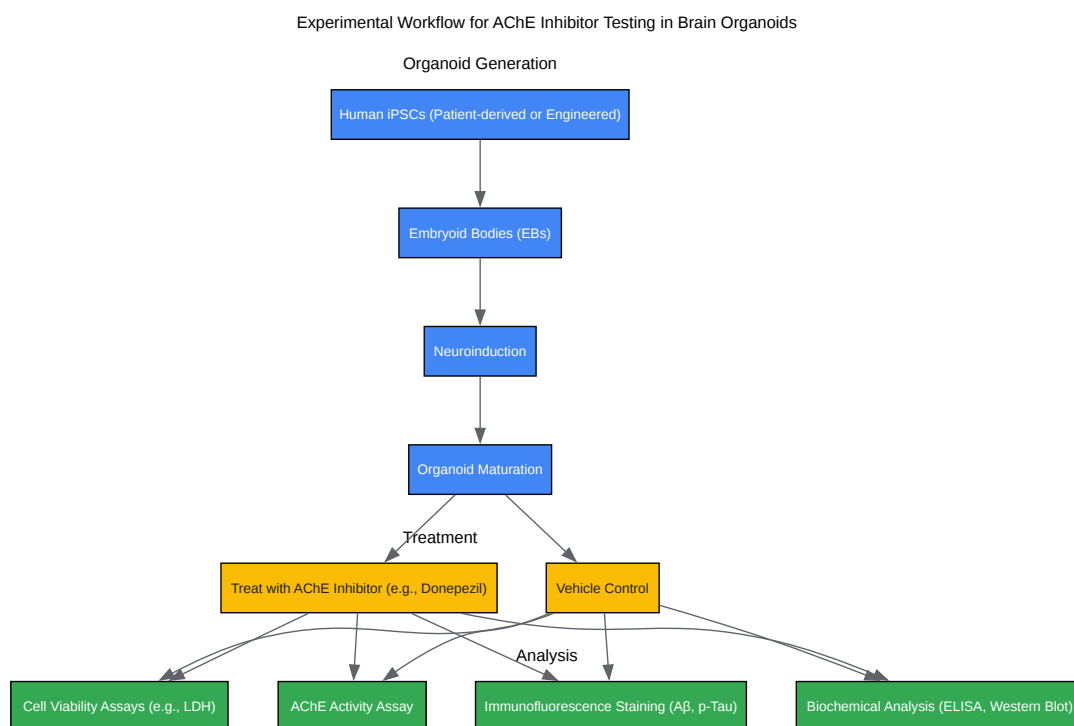 Experimental Workflow for AChE Inhibitor Testing in Brain Organoids
Organoid Generation
Human iPSCs (Patient-derived or Engineered)
Embryoid Bodies (EBs)
Neuroinduction
Organoid Maturation
Treatment
Treat with AChE Inhibitor (e.g., Donepezil)
Vehicle Control
Analysis
Cell Viability Assays (e.g., LDH)
AChE Activity Assay
Immunofluorescence Staining (Aβ, p-Tau)
Biochemical Analysis (ELISA, Western Blot)